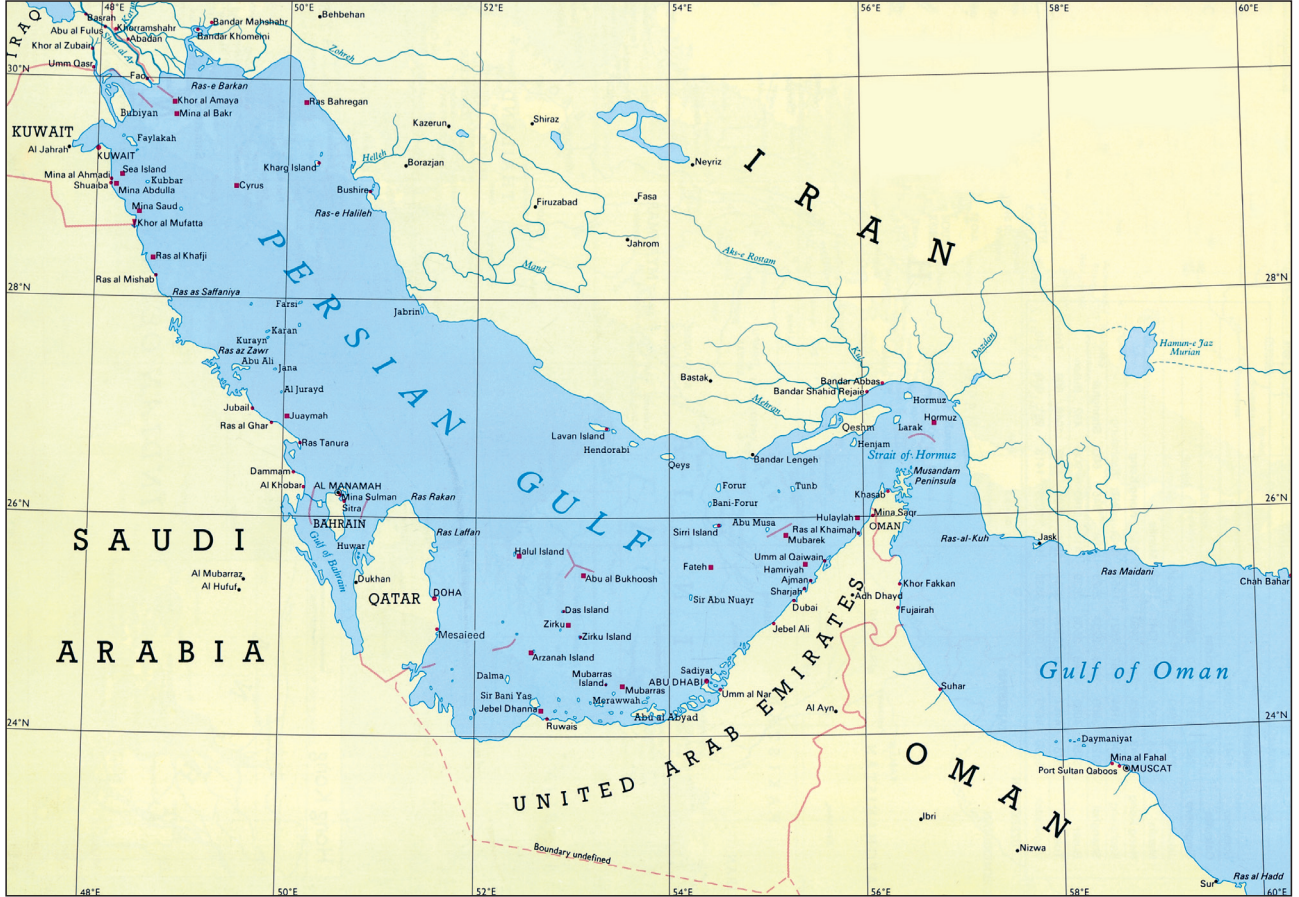 48°E
50°E
52°E
54°E
56°E
58°E
60°E
IRAQ
Basrah
Abu al Fulus
Khorramshahr
Abadan
Khor al Zubair
Shatt al Ar
Umm Qasr
Fao
30°N
Bandar Mahshahr
Bandar Khomeini
Behbehan
Zohreh
Ras-e Barkan
Khor al Amaya
Mina al Bakr
Ras Bahregan
Bubiyan
KUWAIT
Al Jahrah
KUWAIT
Faylakah
Mina al Ahmadi
Sea Island
Shuaiba
Kubbar
Mina Abdulla
Mina Saud
Khor al Mufatta
Cyrus
Kharg Island
Bushire
Ras-e Halileh
Helleh
Kazerun
Borazjan
Shiraz
Neyriz
Firuzabad
Fasa
Jahrom
Mand
Aks-e Rostam
IRAN
Ras al Khafji
Ras al Mishab
Ras as Saffaniya
28°N
28°N
PERSIAN GULF
Farsi
Karan
Kurayn
Ras az Zawr
Abu Ali
Jana
Al Jurayd
Jabrin
Jubail
Juaymah
Ras al Ghar
Ras Tanura
Dammam
Al Khobar
AL MANAMAH
Mina Sulman
Sitra
BAHRAIN
Huwar
Gulf of Bahrain
26°N
26°N
Ras Rakan
Ras Laffan
Dukhan
QATAR
DOHA
Mesaieed
SAUDI
ARABIA
Al Mubarraz
Al Hufuf
Bastak
Kul
Mehran
Dozdan
Hamun-e Jaz
Murian
Bandar Abbas
Bandar Shahid Rejaie
Hormuz
Hormuz
Qeshm
Larak
Henjam
Strait of Hormuz
Musandam
Peninsula
Lavan Island
Hendorabi
Qeys
Bandar Lengeh
Forur
Tunb
Bani-Forur
Khasab
Hulaylah
Mina Saqr
Abu Musa
Sirri Island
Ras al Khaimah
OMAN
Mubarek
Halul Island
Abu al Bukhoosh
Fateh
Umm al Qaiwain
Hamriyah
Ajman
Sharjah
Adh Dhayd
Dubai
Khor Fakkan
Fujairah
Jebel Ali
Das Island
Sir Abu Nuayr
Zirku
Zirku Island
Arzanah Island
Ras-al-Kuh
Jask
Ras Maidani
Chah Bahar
Gulf of Oman
Dalma
Mubarras
Island
Mubarras
Sadiyat
ABU DHABI
Umm al Nar
Sir Bani Yas
Merawwah
Jebel Dhanna
Abu al Abyad
Ruwais
Al Ayn
Suhar
24°N
24°N
UNITED ARAB EMIRATES
OMAN
Daymaniyat
Mina al Fahal
Port Sultan Qaboos
MUSCAT
Ibri
Nizwa
Boundary undefined
Sur
Ras al Hadd
48°E
50°E
52°E
54°E
56°E
58°E
60°E